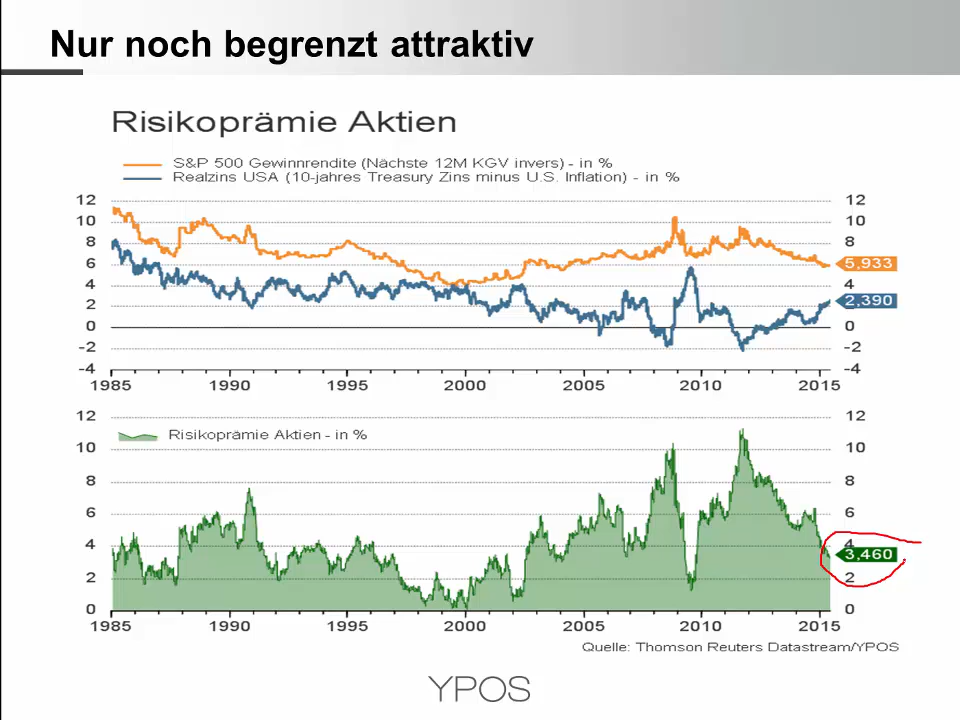 Nur noch begrenzt attraktiv
Risikoprämie Aktien
S&P 500 Gewinnrendite (Nächste 12M KGV invers) - in %
Realzins USA (10-jahres Treasury Zins minus U.S. Inflation) - in %
12 12
10 10
8 8
6 5,933
4 4
2 2,390
0 0
-2 -2
-4 -4
1985 1990 1995 2000 2005 2010 2015
12 12
Risikoprämie Aktien - in %
10 10
8 8
6 6
4 4
3,460
2 2
0 0
1985 1990 1995 2000 2005 2010 2015
Quelle: Thomson Reuters Datastream/YPOS
YPOS